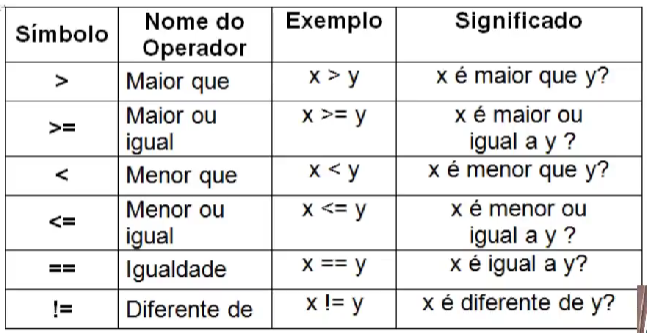 Símbolo Nome do Operador Exemplo Significado
> Maior que x > y x é maior que y?
>= Maior ou igual x >= y x é maior ou igual a y ?
< Menor que x < y x é menor que y?
<= Menor ou igual x <= y x é menor ou igual a y ?
== Igualdade x == y x é igual a y?
!= Diferente de x != y x é diferente de y?